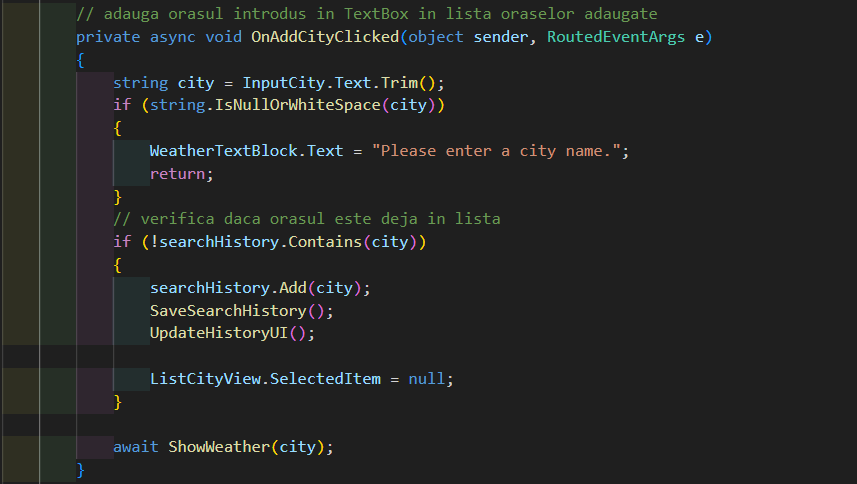 // adauga orasul introdus in TextBox in lista oraselor adaugate
private async void OnAddCityClicked(object sender, RoutedEventArgs e)
{
string city = InputCity.Text.Trim();
if (string.IsNullOrWhiteSpace(city))
{
WeatherTextBlock.Text = "Please enter a city name.";
return;
}
// verifica daca orasul este deja in lista
if (!searchHistory.Contains(city))
{
searchHistory.Add(city);
SaveSearchHistory();
UpdateHistoryUI();
ListCityView.SelectedItem = null;
}
await ShowWeather(city);
}